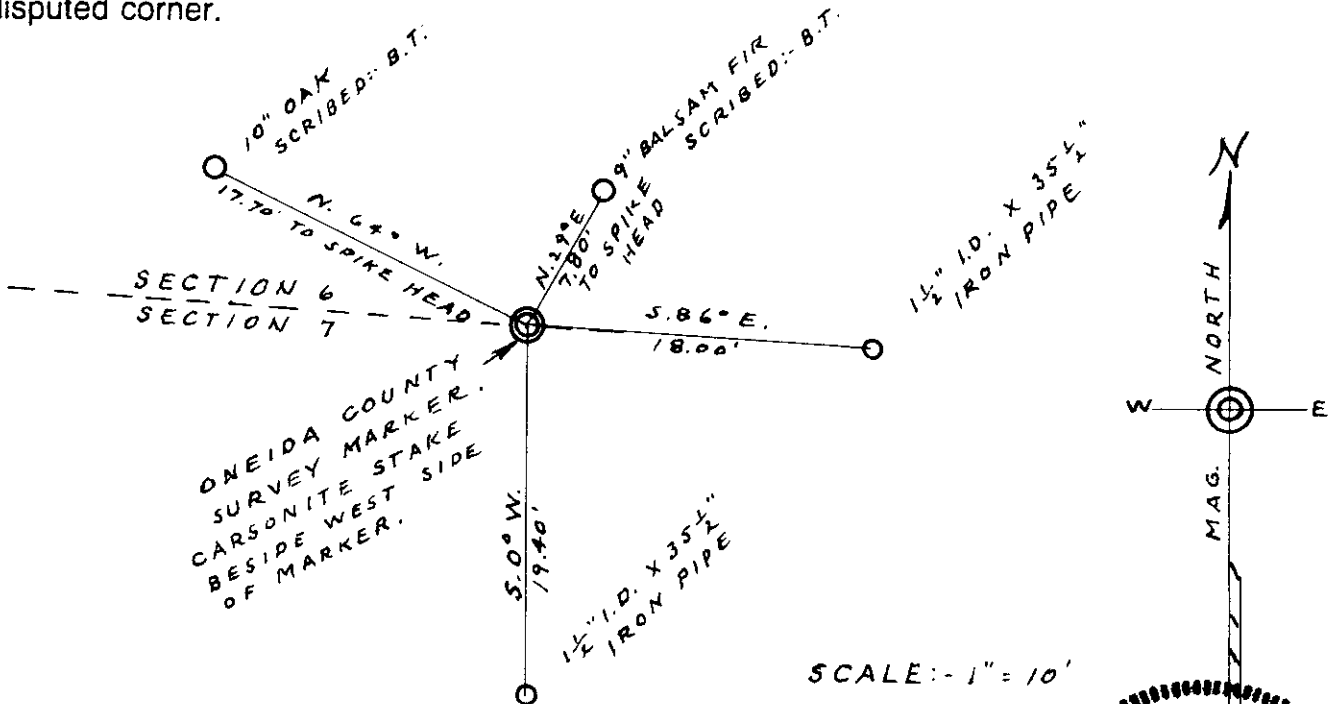 disputed corner.
10" OAK
SCRIBED:- B.T.
9" BALSAM FIR
SCRIBED:- B.T.
N. 64° W.
17.70' TO SPIKE HEAD
N. 29° E
7.80'
TO SPIKE
HEAD
1½" I.D. X 35½"
IRON PIPE
SECTION 6
SECTION 7
S. 86° E.
18.00'
ONEIDA COUNTY
SURVEY MARKER.
CARSONITE STAKE
BESIDE WEST SIDE
OF MARKER.
S. 0° W.
19.40'
1½" I.D. X 35½"
IRON PIPE
SCALE:- 1" = 10'
N
W
E
MAG. NORTH